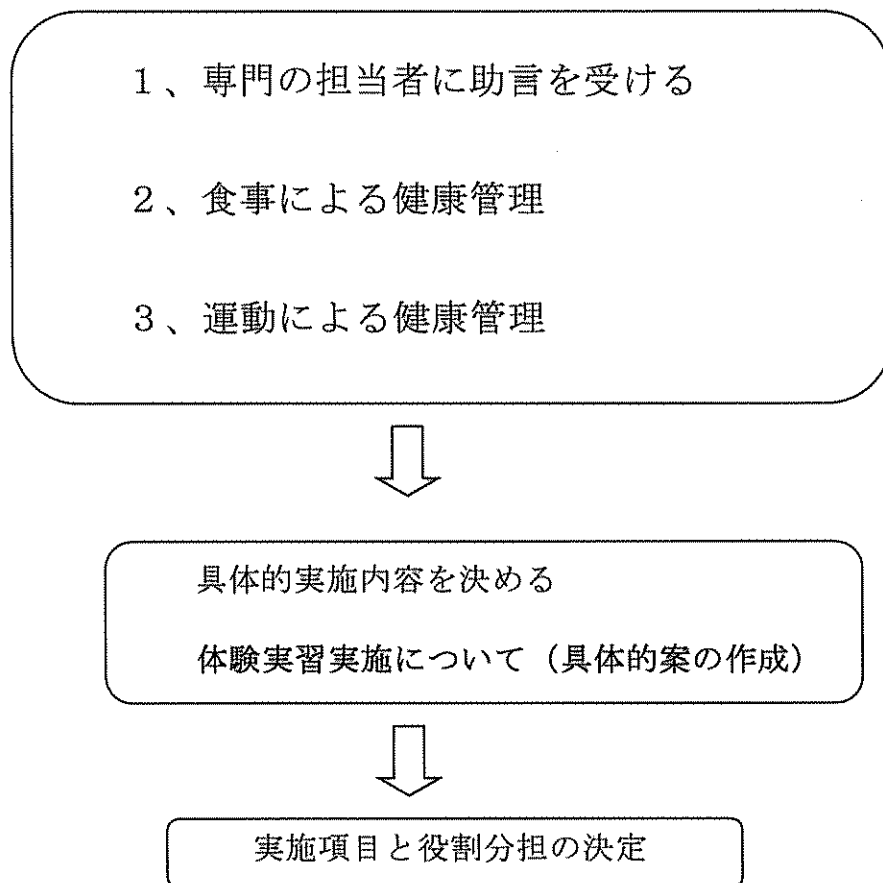 1、専門の担当者に助言を受ける
2、食事による健康管理
3、運動による健康管理
具体的実施内容を決める
体験実習実施について(具体的案の作成)
実施項目と役割分担の決定